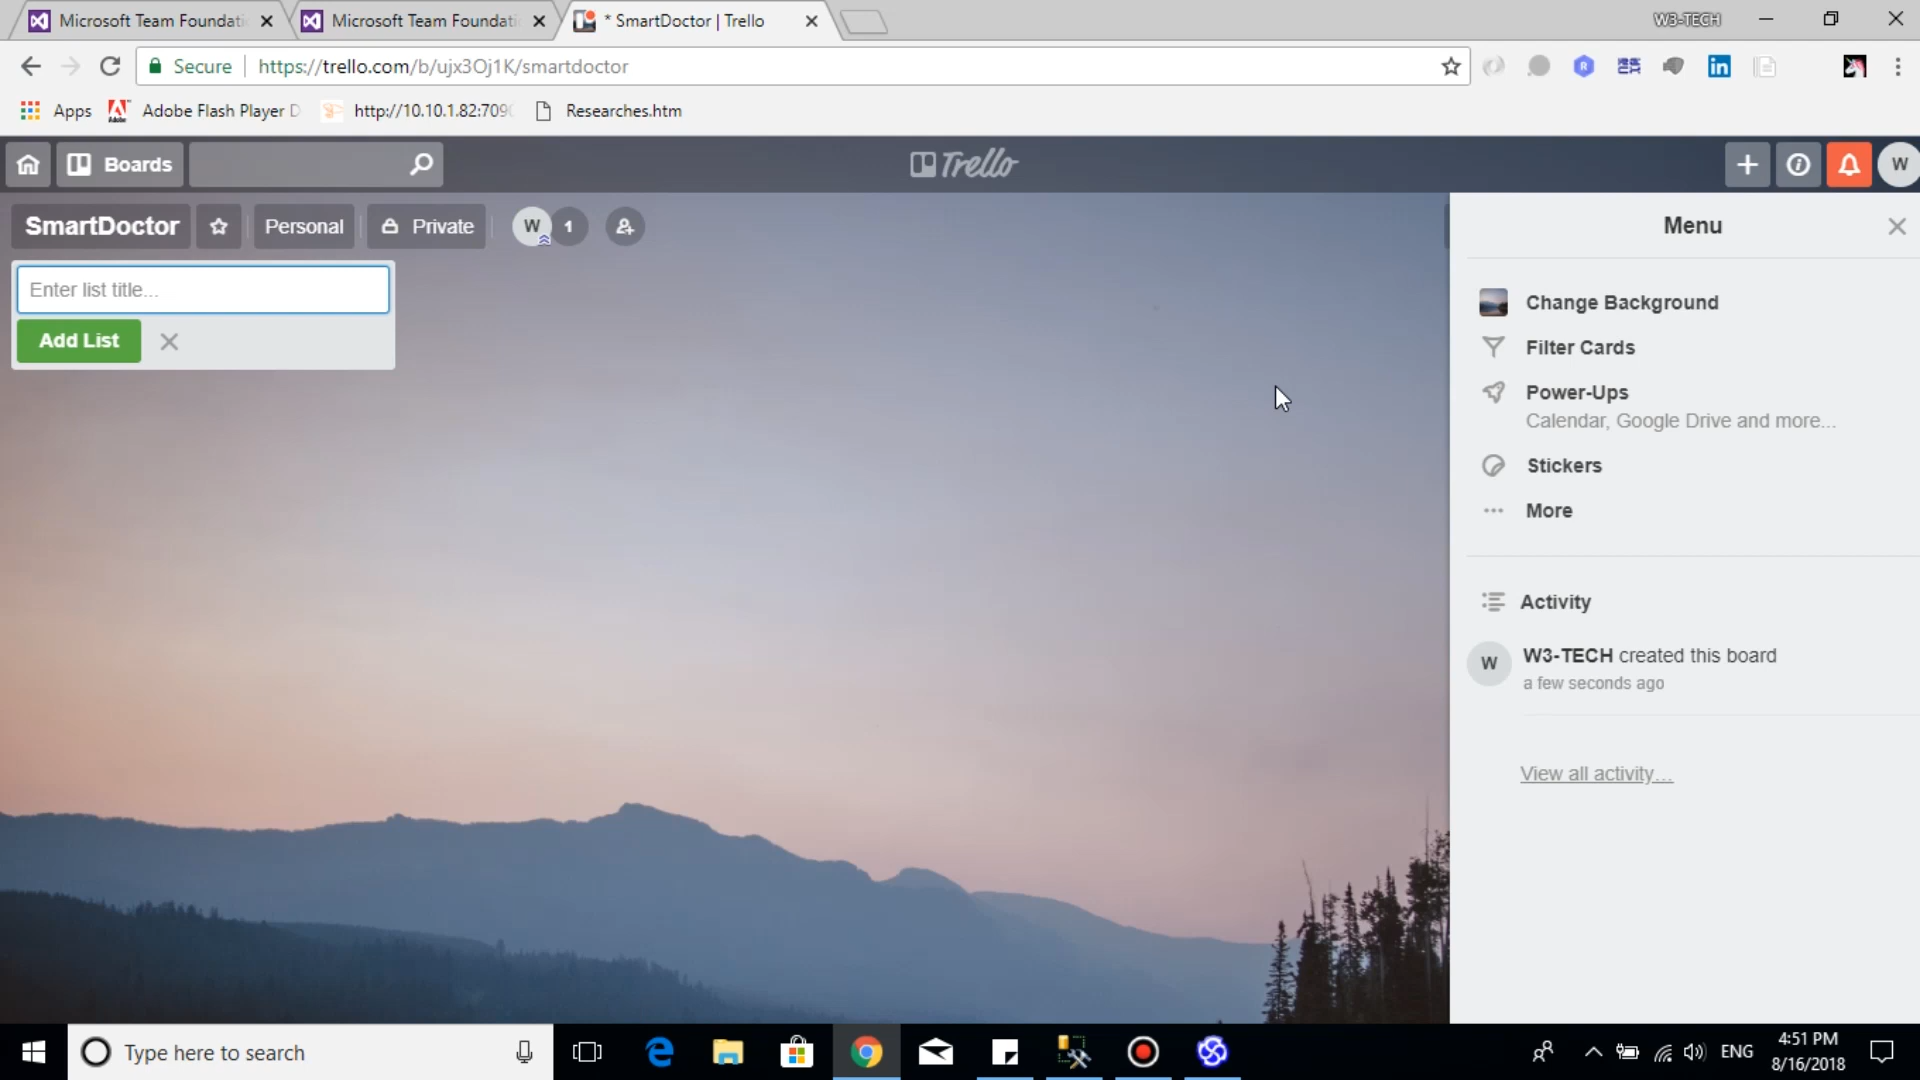 Microsoft Team Foundati
Microsoft Team Foundati
* SmartDoctor | Trello
W3-TECH
Secure
https://trello.com/b/ujx3Oj1K/smartdoctor
Apps
Adobe Flash Player D
http://10.10.1.82:709
Researches.htm
Boards
Trello
W
SmartDoctor
Personal
Private
W
1
Enter list title...
Add List
Menu
Change Background
Filter Cards
Power-Ups
Calendar, Google Drive and more...
Stickers
More
Activity
W
W3-TECH created this board
a few seconds ago
View all activity...
Type here to search
ENG
4:51 PM
8/16/2018